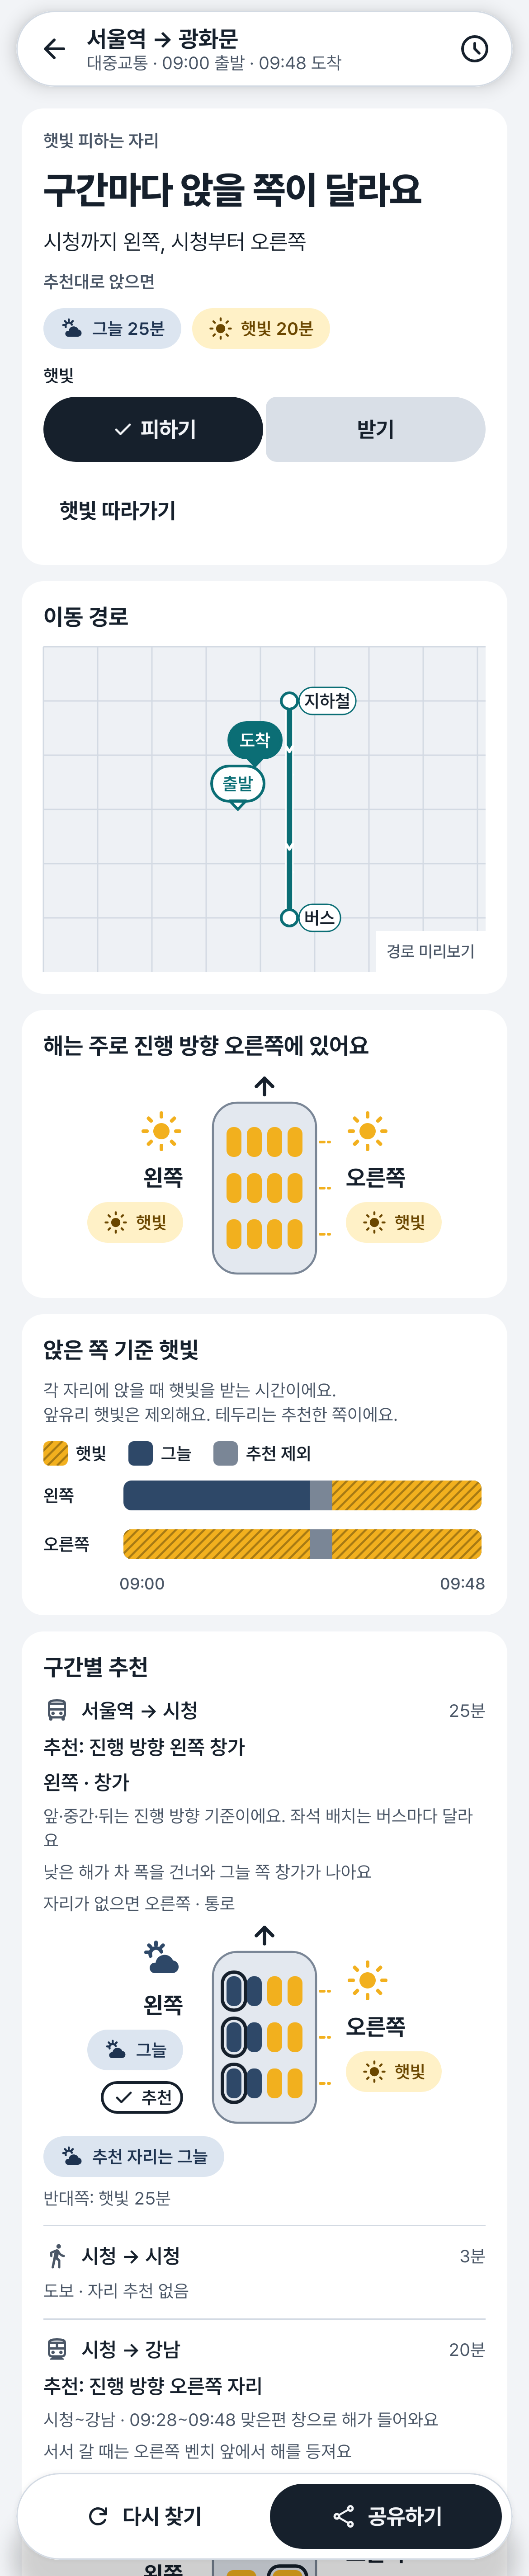 서울역 → 광화문
대중교통 · 09:00 출발 · 09:48 도착
햇빛 피하는 자리
구간마다 앉을 쪽이 달라요
시청까지 왼쪽, 시청부터 오른쪽
추천대로 앉으면
그늘 25분
햇빛 20분
햇빛
피하기
받기
햇빛 따라가기
이동 경로
지하철
도착
출발
버스
경로 미리보기
해는 주로 진행 방향 오른쪽에 있어요
왼쪽
오른쪽
햇빛
햇빛
앉은 쪽 기준 햇빛
각 자리에 앉을 때 햇빛을 받는 시간이에요.
앞유리 햇빛은 제외해요. 테두리는 추천한 쪽이에요.
햇빛 그늘 추천 제외
왼쪽
오른쪽
09:00 09:48
구간별 추천
서울역 → 시청 25분
추천: 진행 방향 왼쪽 창가
왼쪽 · 창가
앞·중간·뒤는 진행 방향 기준이에요. 좌석 배치는 버스마다 달라
요
낮은 해가 차 폭을 건너와 그늘 쪽 창가가 나아요
자리가 없으면 오른쪽 · 통로
왼쪽
오른쪽
그늘
햇빛
추천
추천 자리는 그늘
반대쪽: 햇빛 25분
시청 → 시청 3분
도보 · 자리 추천 없음
시청 → 강남 20분
추천: 진행 방향 오른쪽 자리
시청~강남 · 09:28~09:48 맞은편 창으로 해가 들어와요
서서 갈 때는 오른쪽 벤치 앞에서 해를 등져요
다시 찾기
공유하기